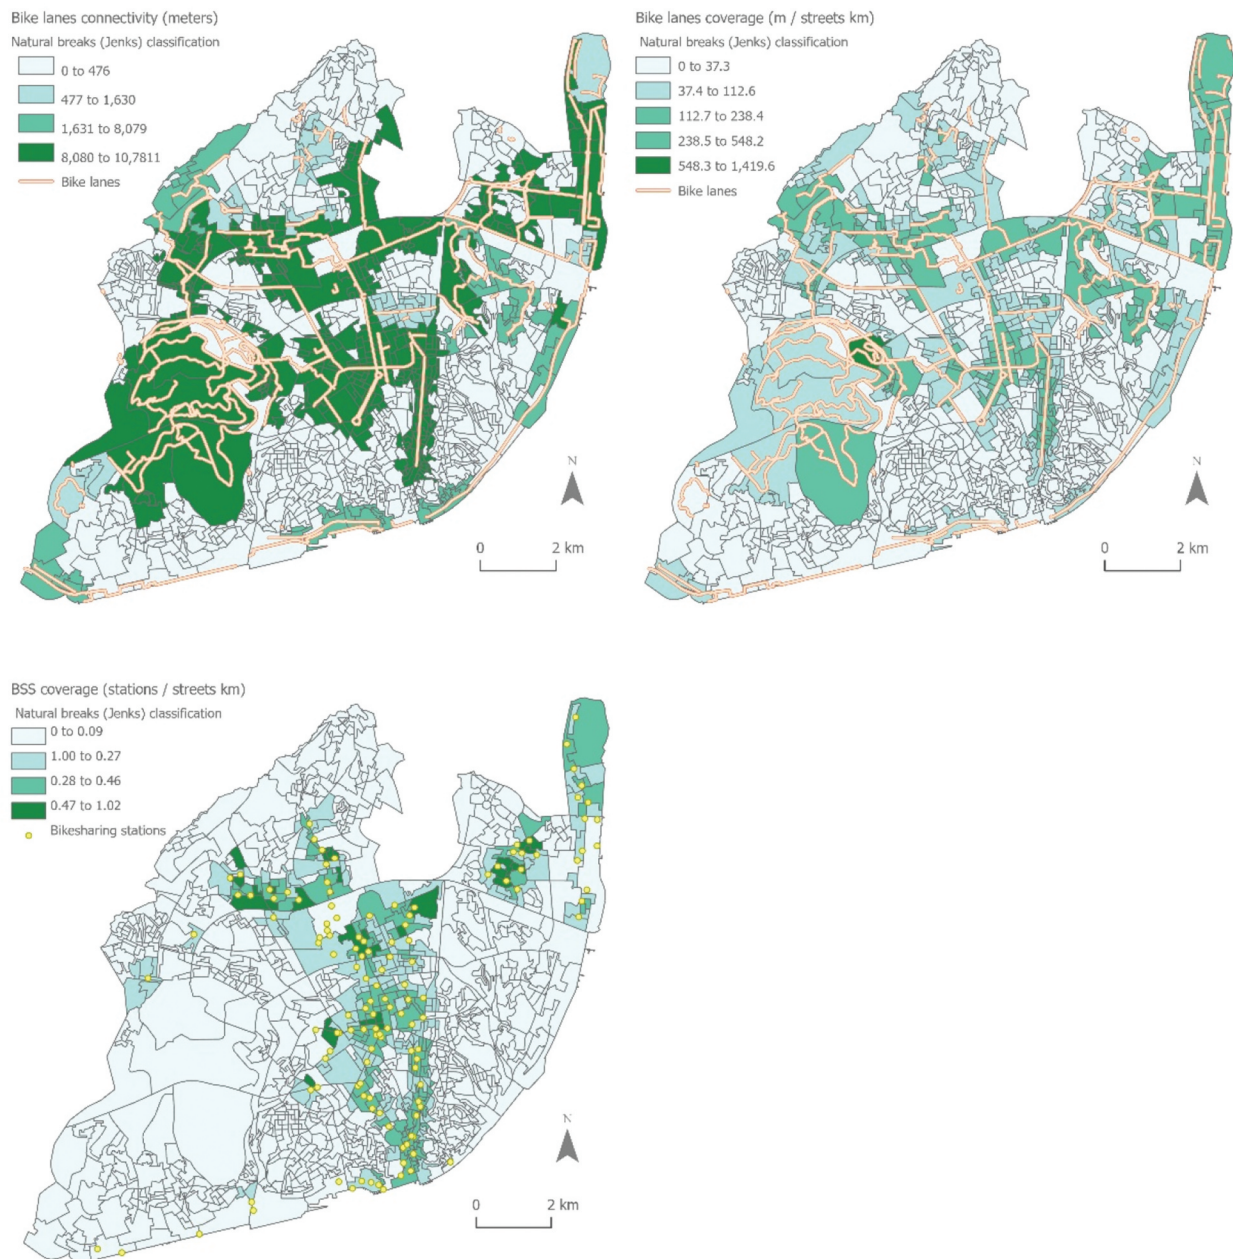 Bike lanes connectivity (meters)
Natural breaks (Jenks) classification
0 to 476
477 to 1,630
1,631 to 8,079
8,080 to 10,7811
Bike lanes
N
0 2 km
Bike lanes coverage (m / streets km)
Natural breaks (Jenks) classification
0 to 37.3
37.4 to 112.6
112.7 to 238.4
238.5 to 548.2
548.3 to 1,419.6
Bike lanes
N
0 2 km
BSS coverage (stations / streets km)
Natural breaks (Jenks) classification
0 to 0.09
1.00 to 0.27
0.28 to 0.46
0.47 to 1.02
Bikesharing stations
N
0 2 km